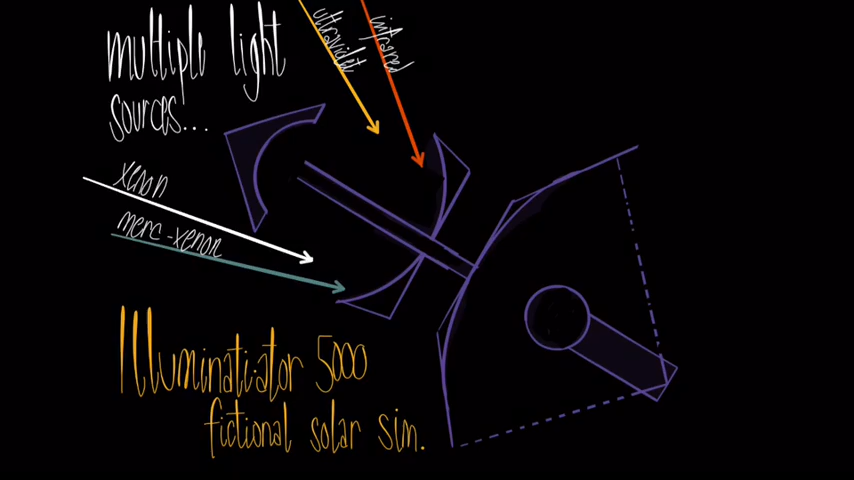 multiple light
sources...
ultraviolet
infrared
xenon
merc-xenon
Illuminatiator 5000
fictional solar sim.